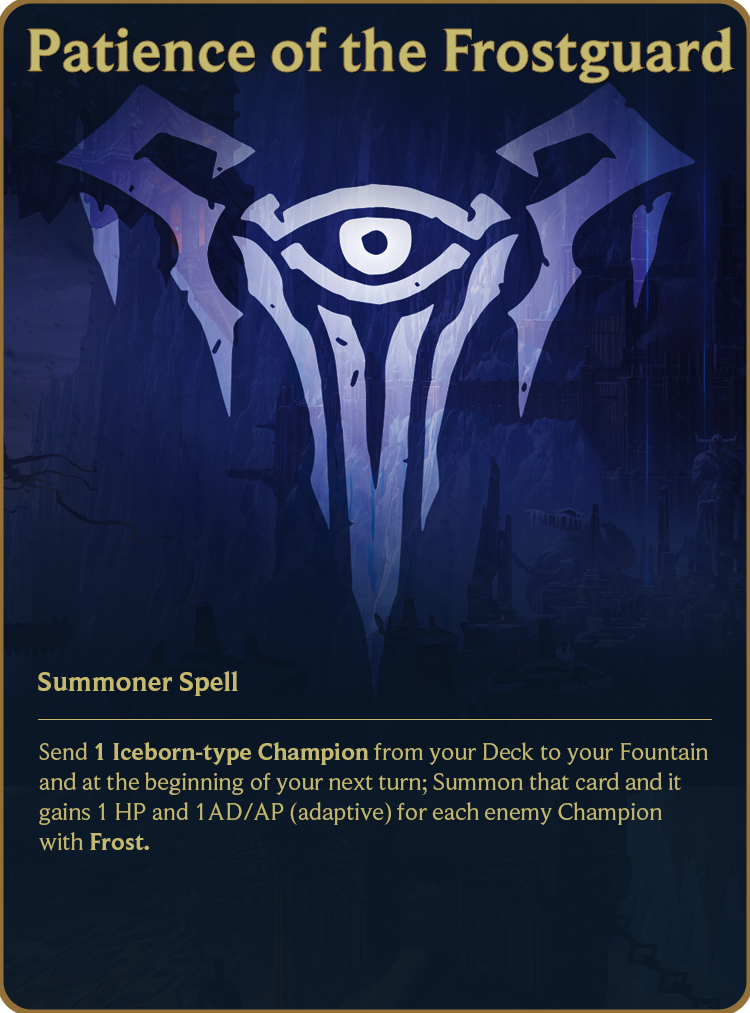 Patience of the Frostguard
Summoner Spell
Send 1 Iceborn-type Champion from your Deck to your Fountain
and at the beginning of your next turn; Summon that card and it
gains 1 HP and 1AD/AP (adaptive) for each enemy Champion
with Frost.